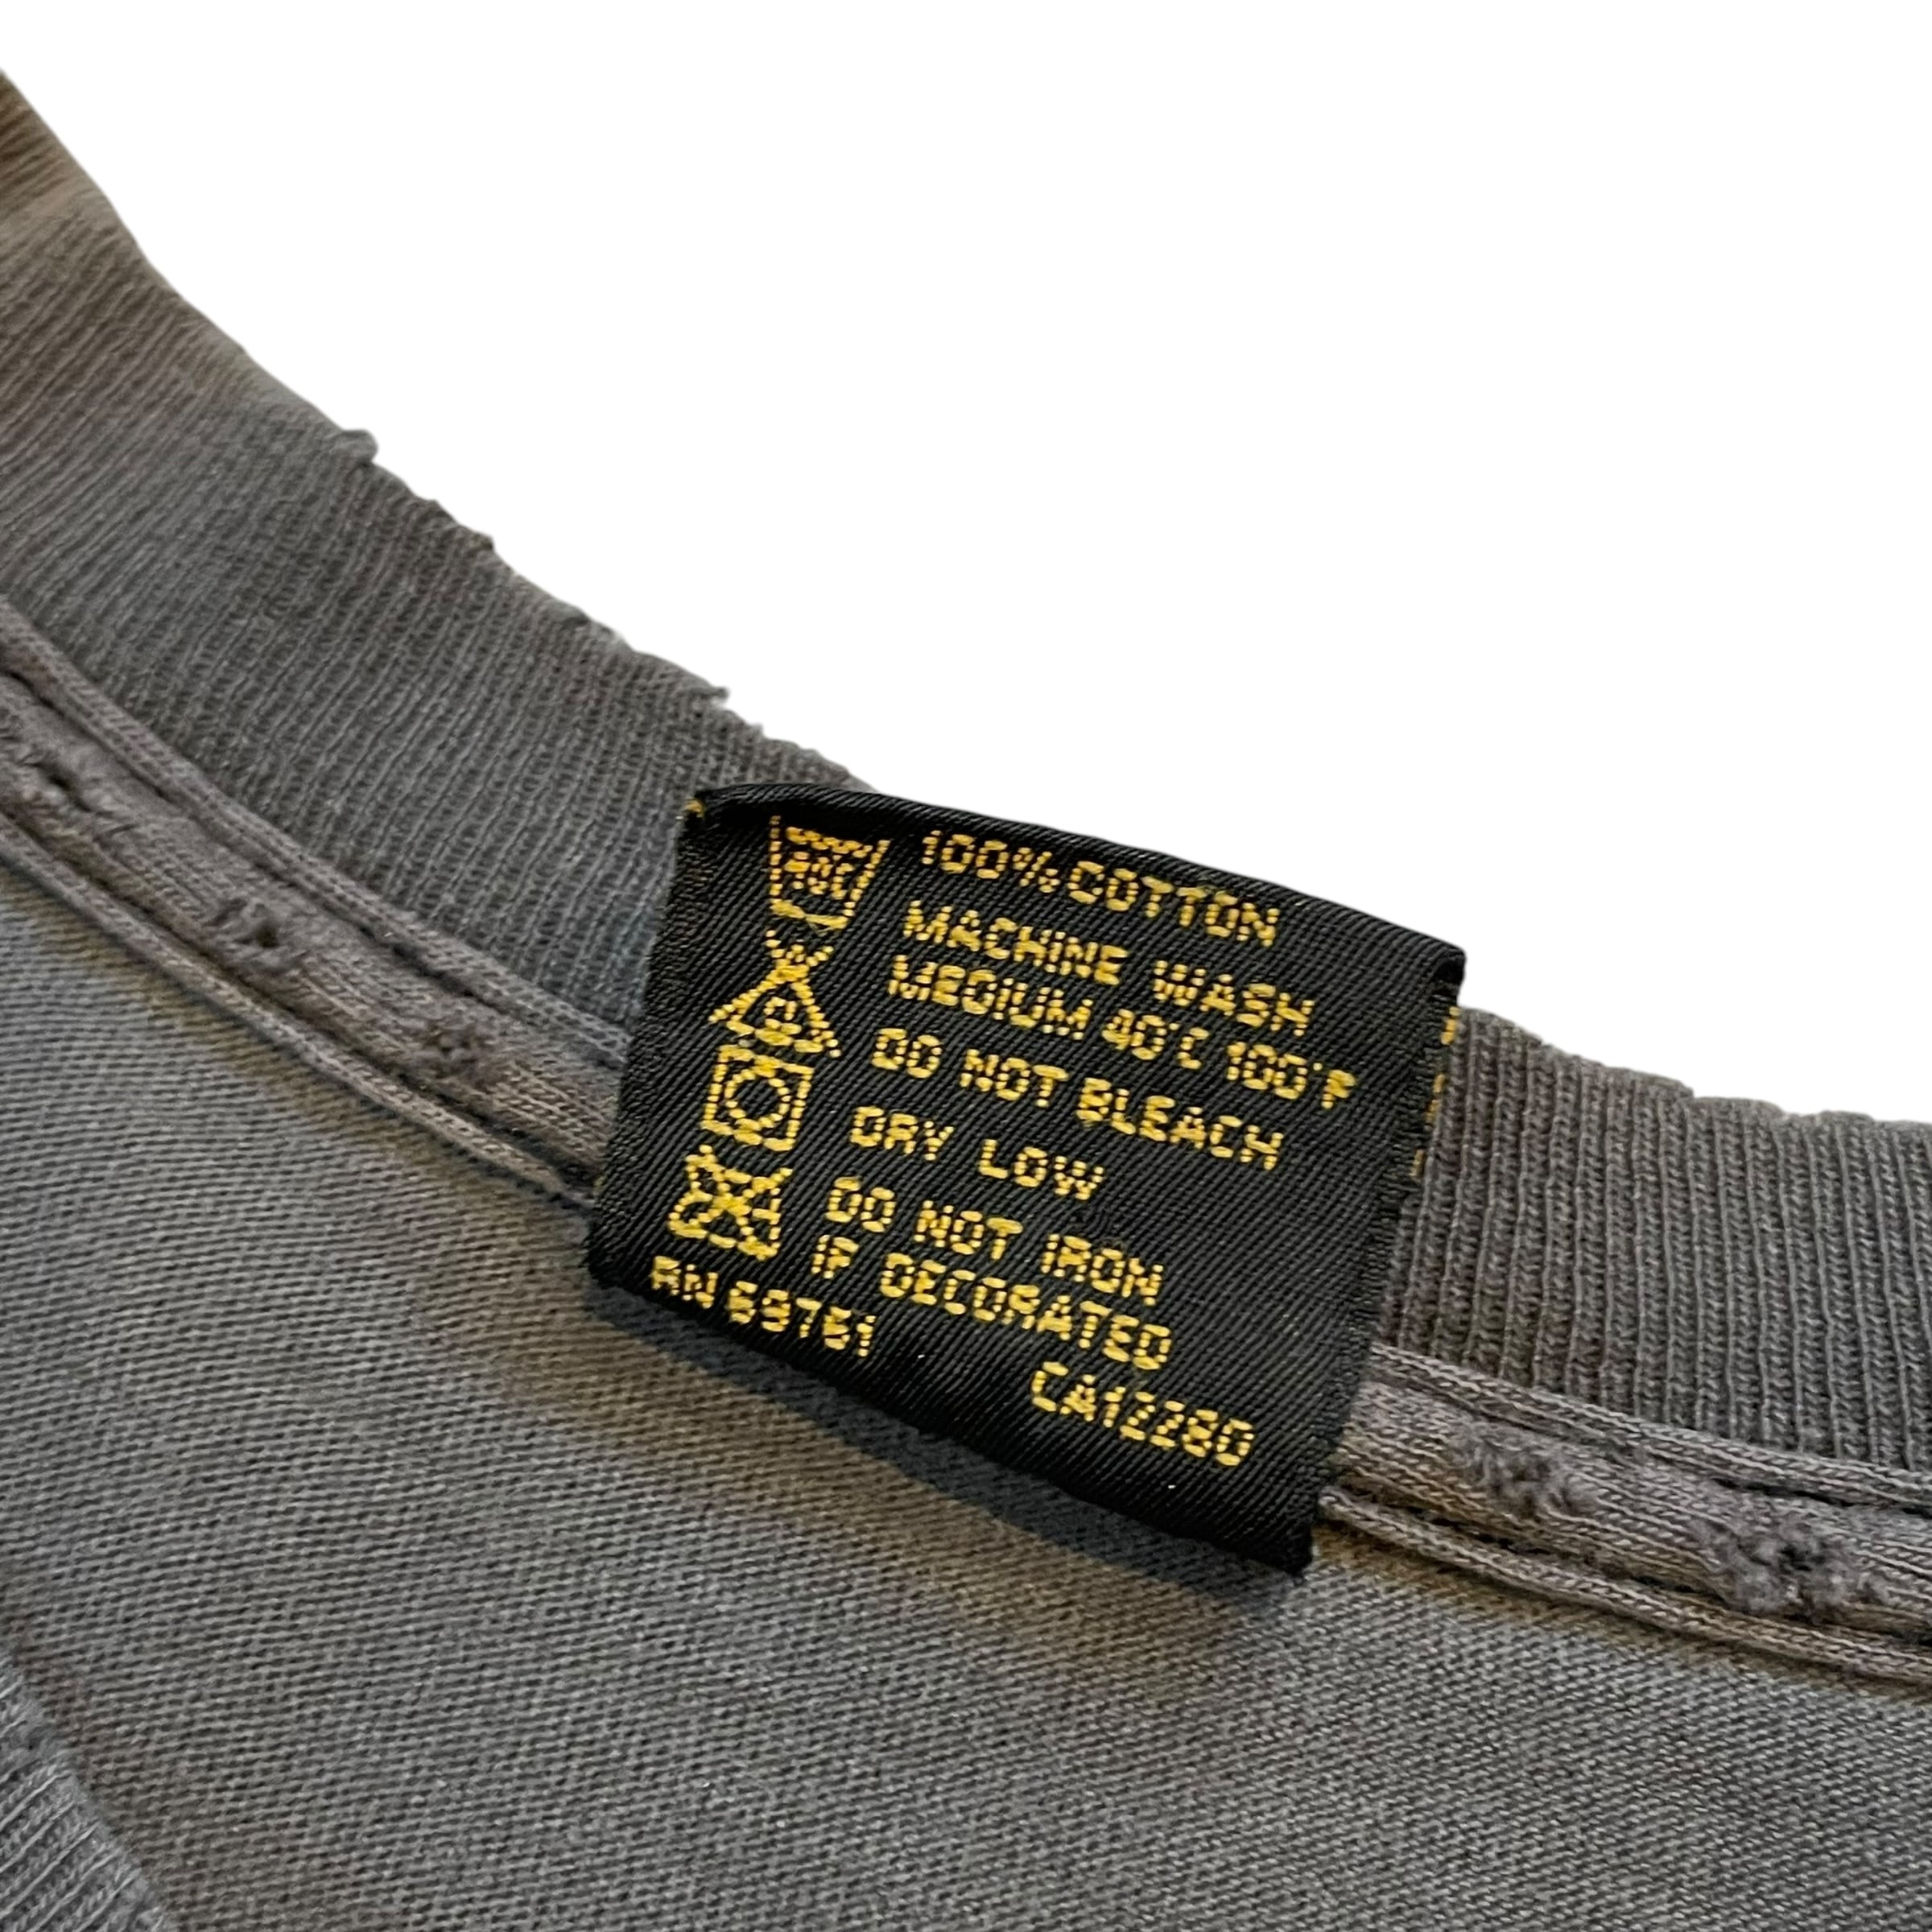 100% COTTON
MACHINE WASH
MEDIUM 40°C 100°F
DO NOT BLEACH
DRY LOW
DO NOT IRON
IF DECORATED
RN 69761
CA12280